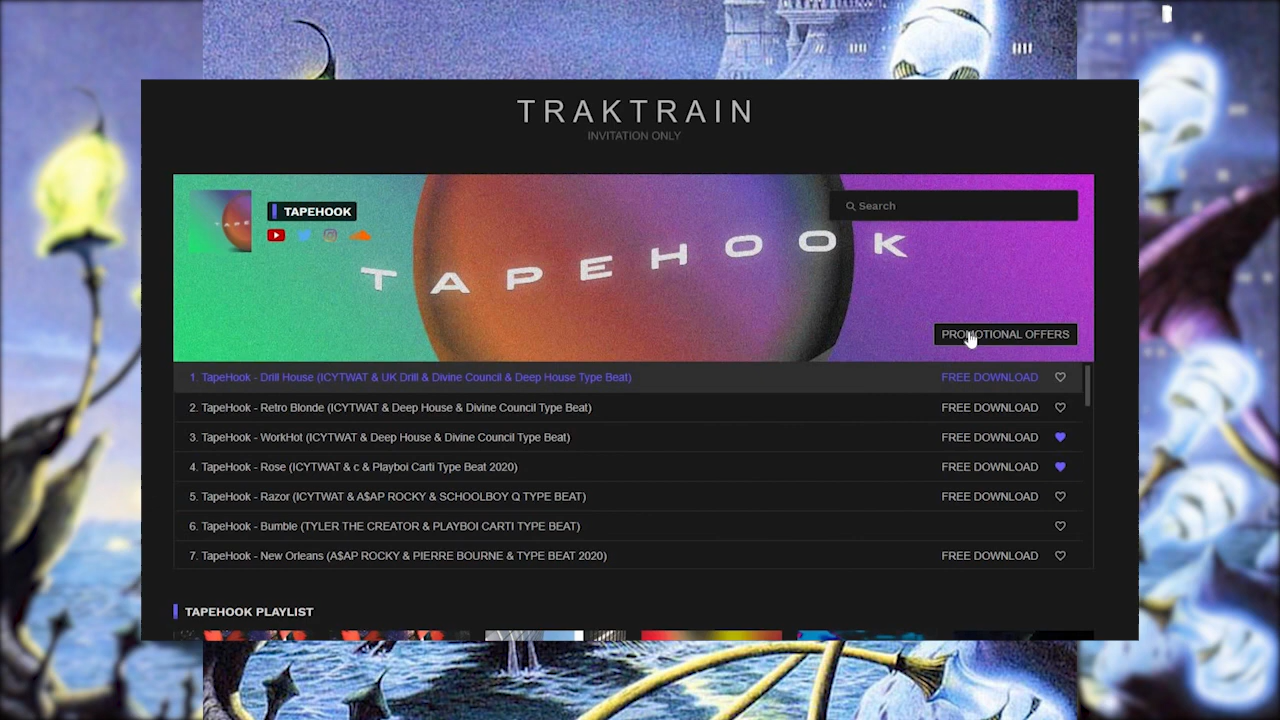 TRAKTRAIN
INVITATION ONLY
TAPE
TAPEHOOK
Search
TAPEHOOK
PROMOTIONAL OFFERS
1. TapeHook - Drill House (ICYTWAT & UK Drill & Divine Council & Deep House Type Beat) FREE DOWNLOAD
2. TapeHook - Retro Blonde (ICYTWAT & Deep House & Divine Council Type Beat) FREE DOWNLOAD
3. TapeHook - WorkHot (ICYTWAT & Deep House & Divine Council Type Beat) FREE DOWNLOAD
4. TapeHook - Rose (ICYTWAT & c & Playboi Carti Type Beat 2020) FREE DOWNLOAD
5. TapeHook - Razor (ICYTWAT & A$AP ROCKY & SCHOOLBOY Q TYPE BEAT) FREE DOWNLOAD
6. TapeHook - Bumble (TYLER THE CREATOR & PLAYBOI CARTI TYPE BEAT)
7. TapeHook - New Orleans (A$AP ROCKY & PIERRE BOURNE & TYPE BEAT 2020) FREE DOWNLOAD
TAPEHOOK PLAYLIST